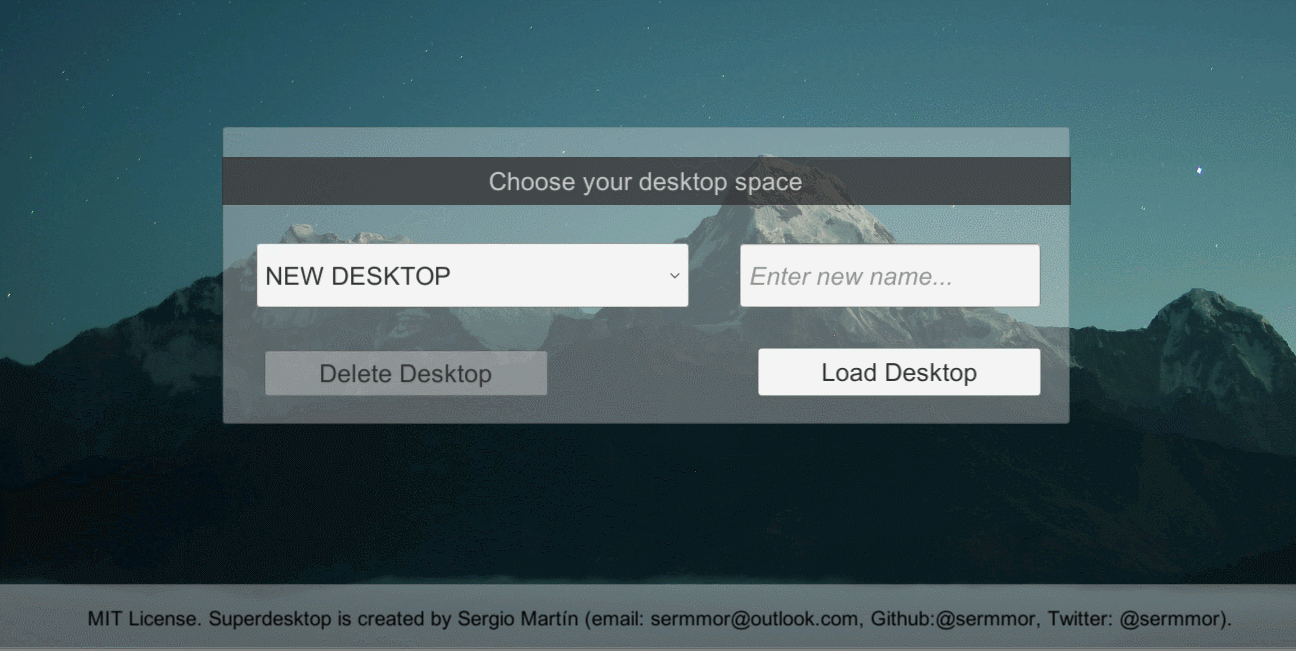 Choose your desktop space
NEW DESKTOP
Enter new name...
Delete Desktop
Load Desktop
MIT License. Superdesktop is created by Sergio Martín (email: sermmor@outlook.com, Github:@sermmor, Twitter: @sermmor).